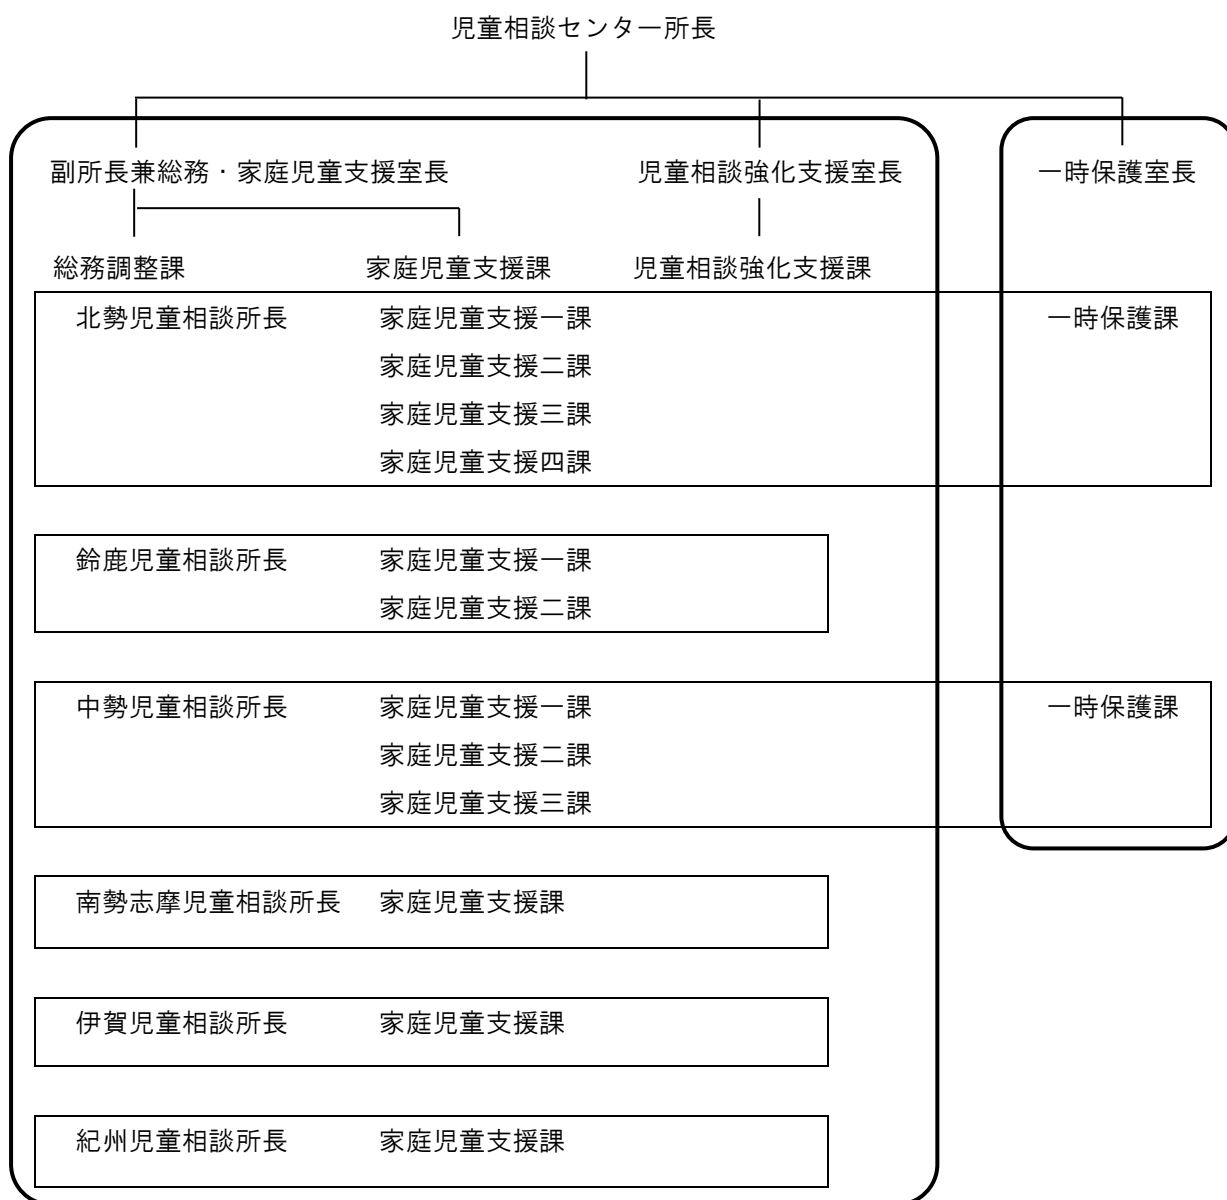 児童相談センター所長
副所長兼総務・家庭児童支援室長 児童相談強化支援室長 一時保護室長
総務調整課 家庭児童支援課 児童相談強化支援課
北勢児童相談所長 家庭児童支援一課 一時保護課
家庭児童支援二課
家庭児童支援三課
家庭児童支援四課
鈴鹿児童相談所長 家庭児童支援一課
家庭児童支援二課
中勢児童相談所長 家庭児童支援一課 一時保護課
家庭児童支援二課
家庭児童支援三課
南勢志摩児童相談所長 家庭児童支援課
伊賀児童相談所長 家庭児童支援課
紀州児童相談所長 家庭児童支援課